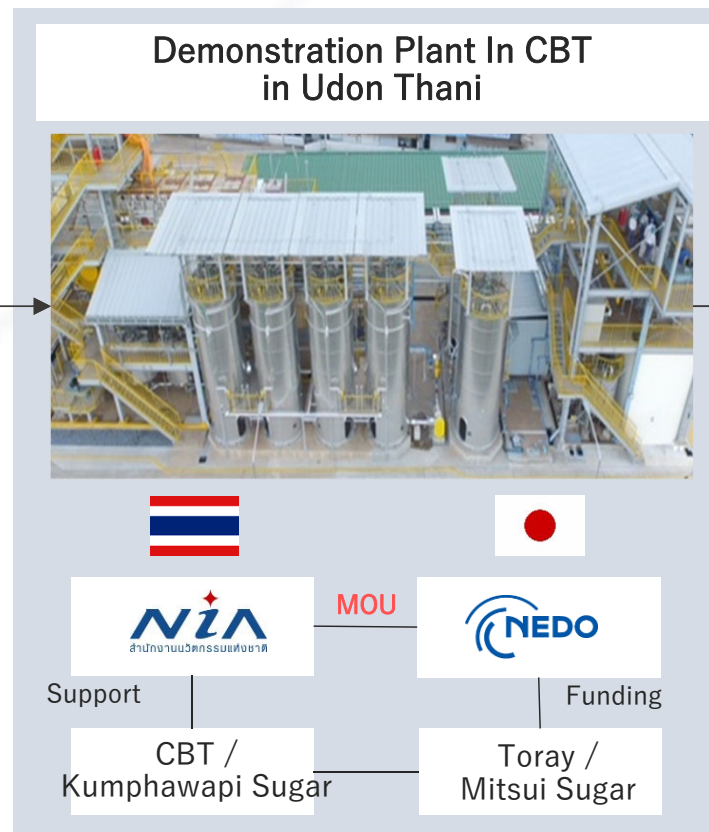 Demonstration Plant In CBT
in Udon Thani
NiA
สำนักงานนวัตกรรมแห่งชาติ
MOU
NEDO
Support
Funding
CBT /
Kumphawapi Sugar
Toray /
Mitsui Sugar